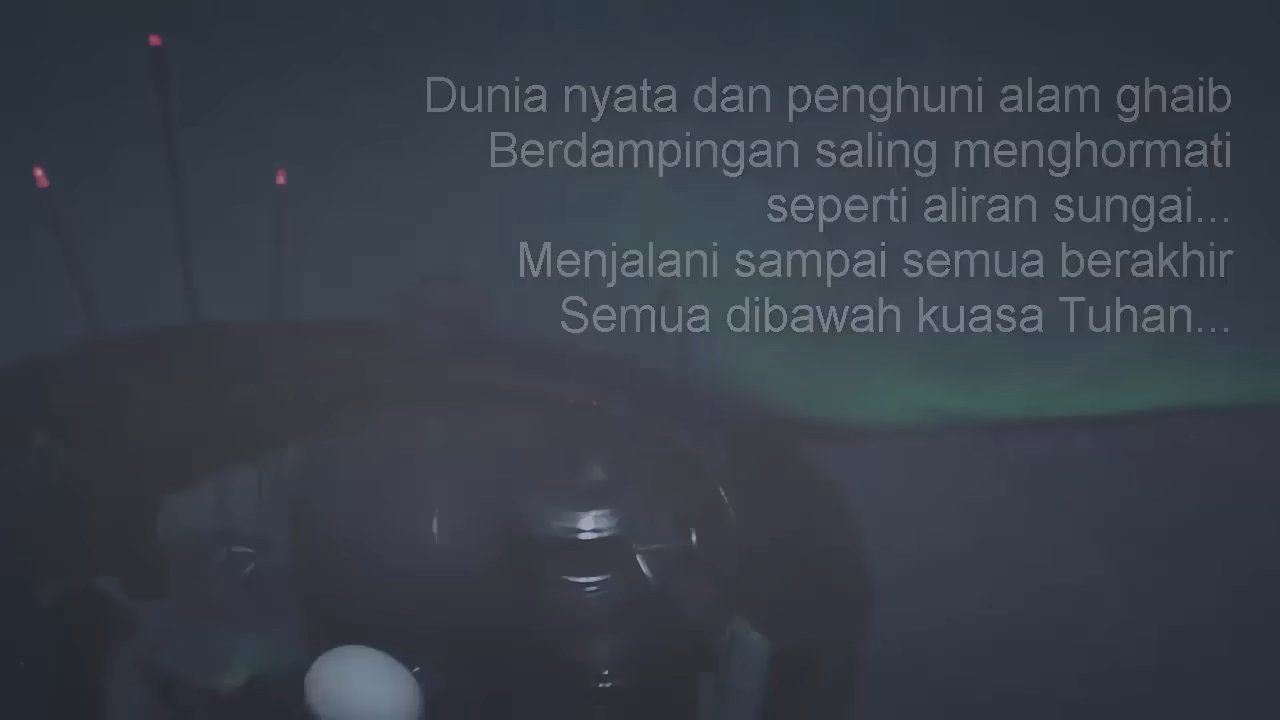 Dunia nyata dan penghuni alam ghaib
Berdampingan saling menghormati
seperti aliran sungai...
Menjalani sampai semua berakhir
Semua dibawah kuasa Tuhan...